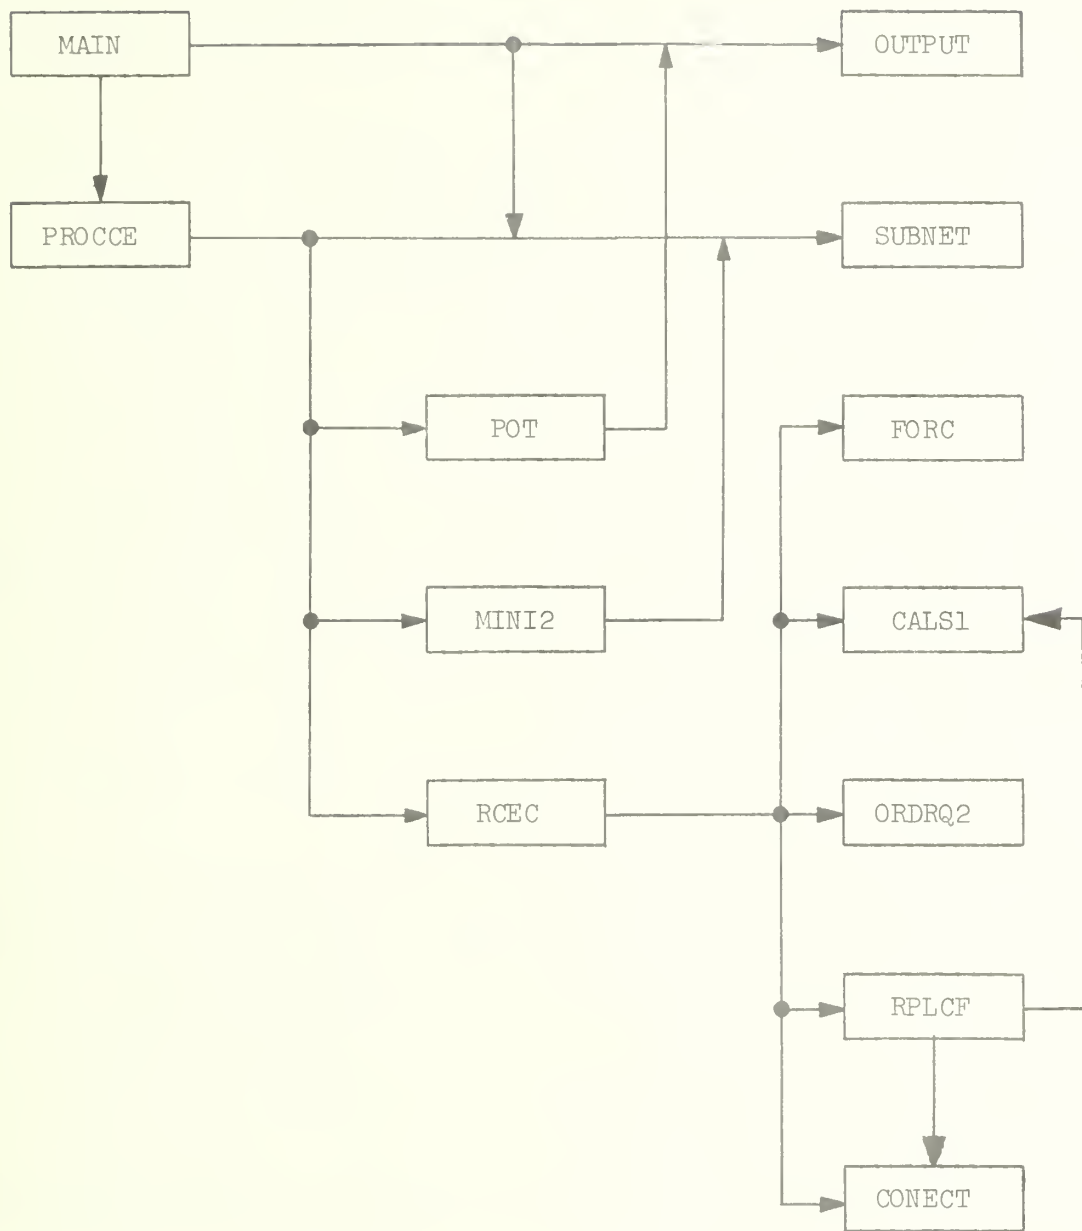 MAIN
OUTPUT
PROCCE
SUBNET
POT
FORC
MINI2
CALS1
RCEC
ORDRQ2
RPLCF
CONECT